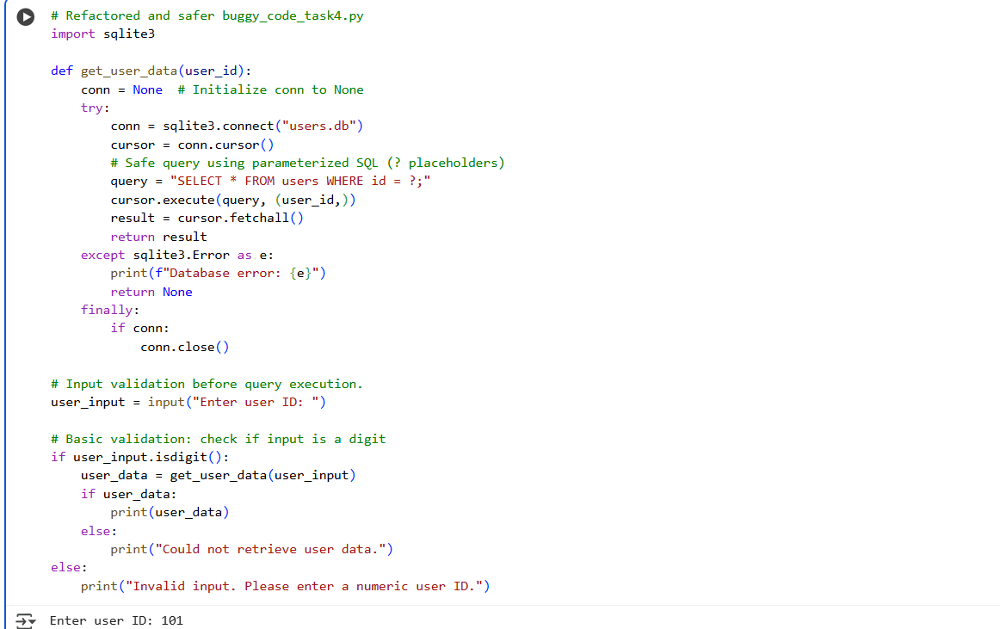 # Refactored and safer buggy_code_task4.py
import sqlite3
def get_user_data(user_id):
    conn = None  # Initialize conn to None
    try:
        conn = sqlite3.connect("users.db")
        cursor = conn.cursor()
        # Safe query using parameterized SQL (? placeholders)
        query = "SELECT * FROM users WHERE id = ?;"
        cursor.execute(query, (user_id,))
        result = cursor.fetchall()
        return result
    except sqlite3.Error as e:
        print(f"Database error: {e}")
        return None
    finally:
        if conn:
            conn.close()
# Input validation before query execution.
user_input = input("Enter user ID: ")
# Basic validation: check if input is a digit
if user_input.isdigit():
    user_data = get_user_data(user_input)
    if user_data:
        print(user_data)
    else:
        print("Could not retrieve user data.")
else:
    print("Invalid input. Please enter a numeric user ID.")
Enter user ID: 101